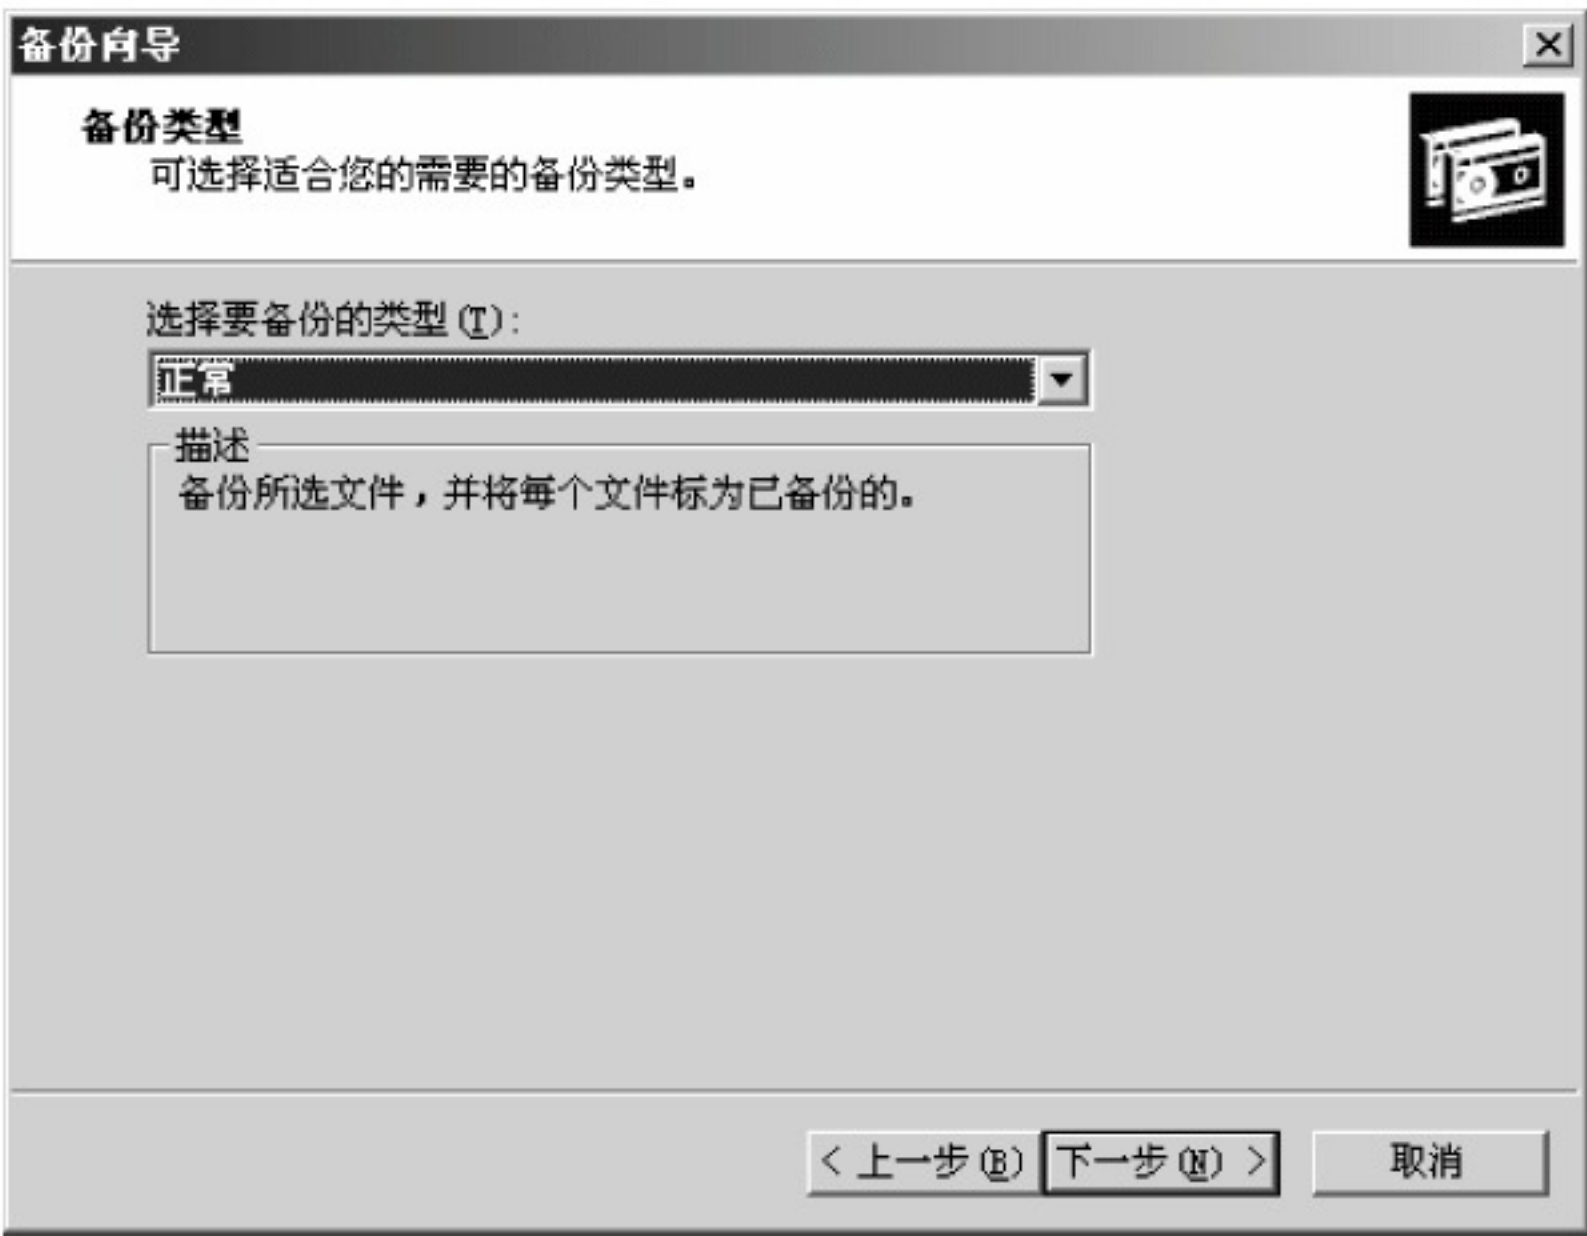 备份向导
备份类型
可选择适合您的需要的备份类型。
选择要备份的类型(T):
正常
描述
备份所选文件，并将每个文件标为已备份的。
< 上一步(B) 下一步(N) > 取消